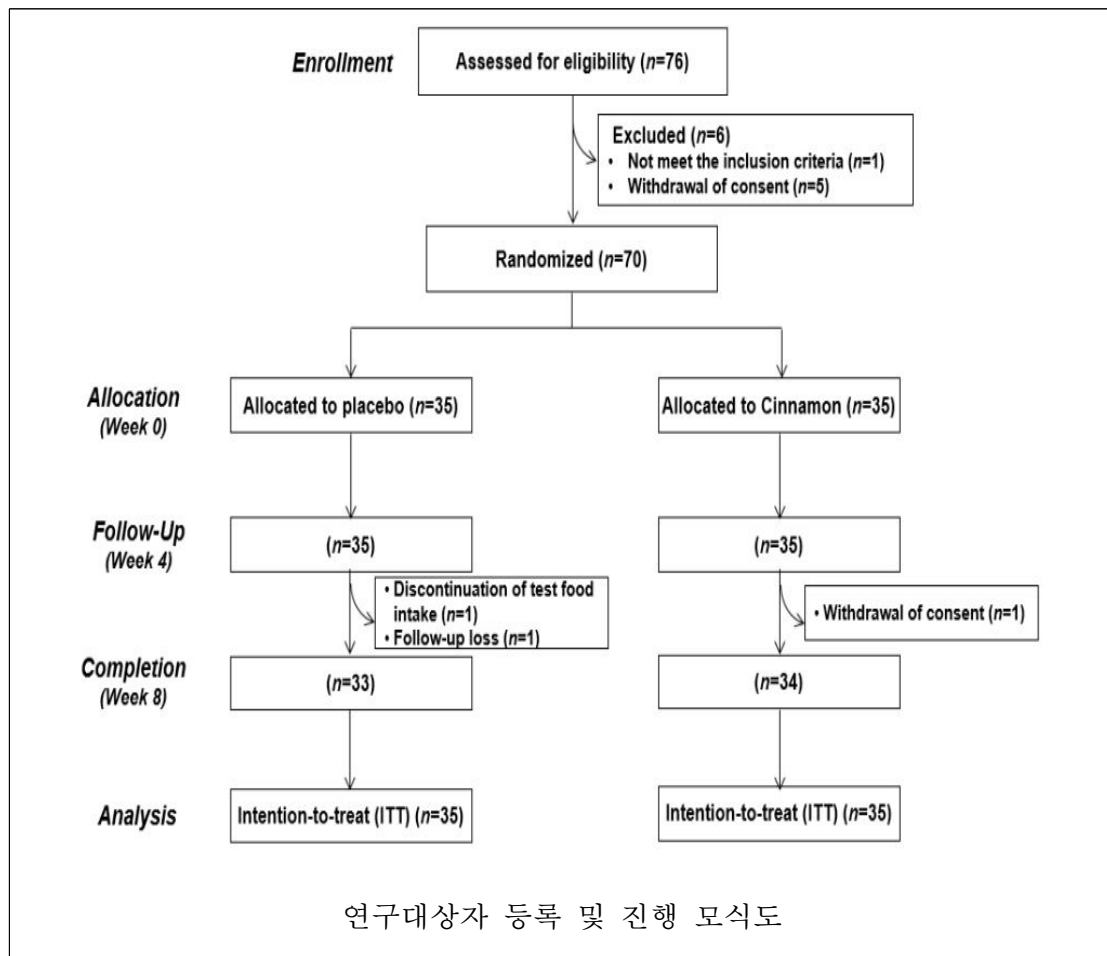 Enrollment
Assessed for eligibility (n=76)
Excluded (n=6)
• Not meet the inclusion criteria (n=1)
• Withdrawal of consent (n=5)
Randomized (n=70)
Allocation
(Week 0)
Allocated to placebo (n=35)
Allocated to Cinnamon (n=35)
Follow-Up
(Week 4)
(n=35)
(n=35)
• Discontinuation of test food
intake (n=1)
• Follow-up loss (n=1)
• Withdrawal of consent (n=1)
Completion
(Week 8)
(n=33)
(n=34)
Analysis
Intention-to-treat (ITT) (n=35)
Intention-to-treat (ITT) (n=35)
연구대상자 등록 및 진행 모식도